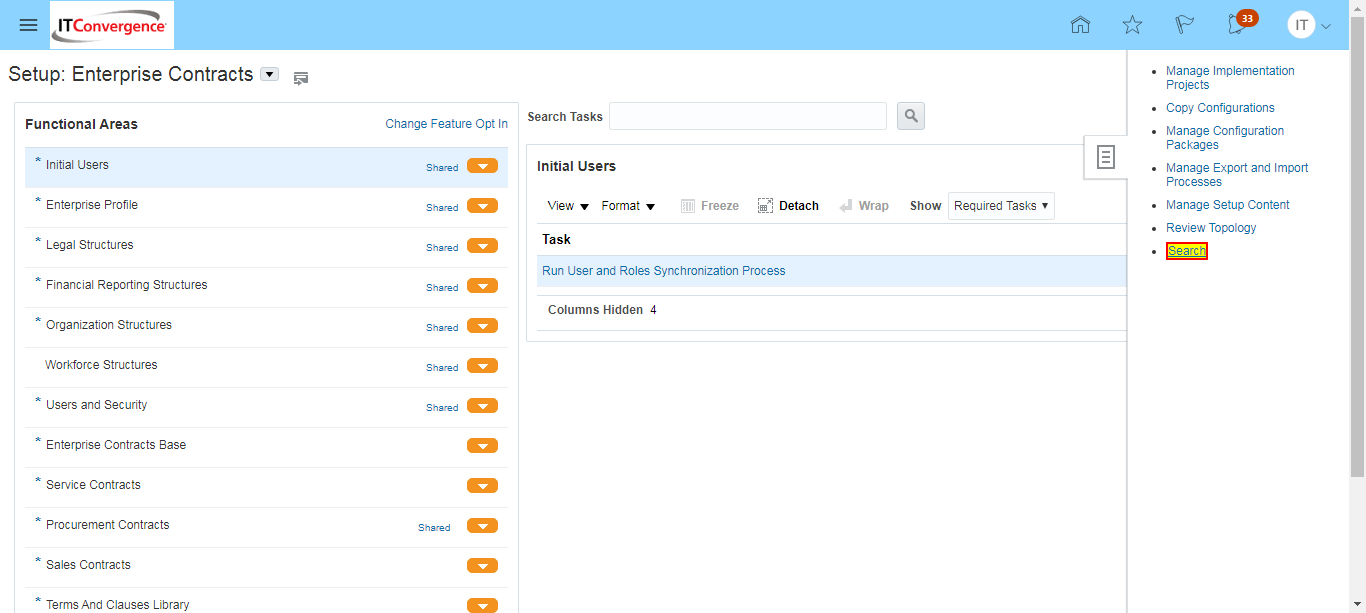 ITConvergence
33
IT
Setup: Enterprise Contracts
Functional Areas
Change Feature Opt In
* Initial Users Shared
* Enterprise Profile Shared
* Legal Structures Shared
* Financial Reporting Structures Shared
* Organization Structures Shared
Workforce Structures Shared
* Users and Security Shared
* Enterprise Contracts Base
* Service Contracts
* Procurement Contracts Shared
* Sales Contracts
* Terms And Clauses Library
Search Tasks
Initial Users
View Format Freeze Detach Wrap Show Required Tasks
Task
Run User and Roles Synchronization Process
Columns Hidden 4
• Manage Implementation
Projects
• Copy Configurations
• Manage Configuration
Packages
• Manage Export and Import
Processes
• Manage Setup Content
• Review Topology
• Search